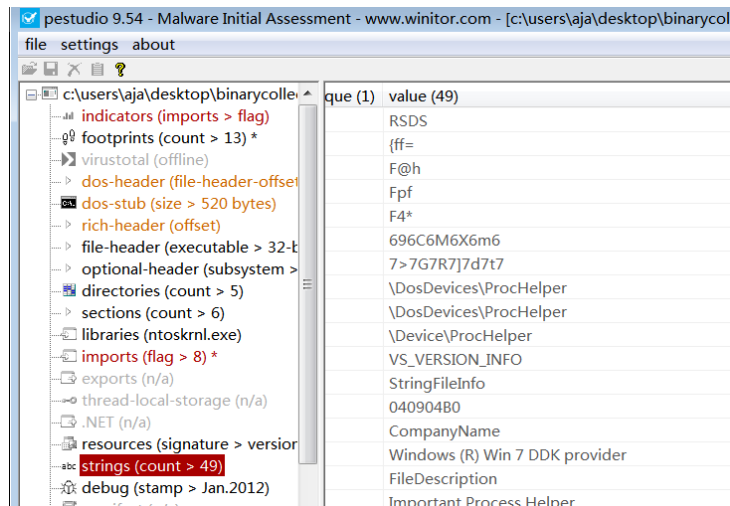 pestudio 9.54 - Malware Initial Assessment - www.winitor.com - [c:\users\aja\desktop\binarycol
file settings about
c:\users\aja\desktop\binarycolle
indicators (imports > flag)
footprints (count > 13) *
virustotal (offline)
dos-header (file-header-offset
dos-stub (size > 520 bytes)
rich-header (offset)
file-header (executable > 32-b
optional-header (subsystem >
directories (count > 5)
sections (count > 6)
libraries (ntoskrnl.exe)
imports (flag > 8) *
exports (n/a)
thread-local-storage (n/a)
.NET (n/a)
resources (signature > version
abc strings (count > 49)
debug (stamp > Jan.2012)
que (1) value (49)
RSDS
{ff=
F@h
Fpf
F4*
696C6M6X6m6
7>7G7R7]7d7t7
\DosDevices\ProcHelper
\DosDevices\ProcHelper
\Device\ProcHelper
VS_VERSION_INFO
StringFileInfo
040904B0
CompanyName
Windows (R) Win 7 DDK provider
FileDescription
Important Process Helper